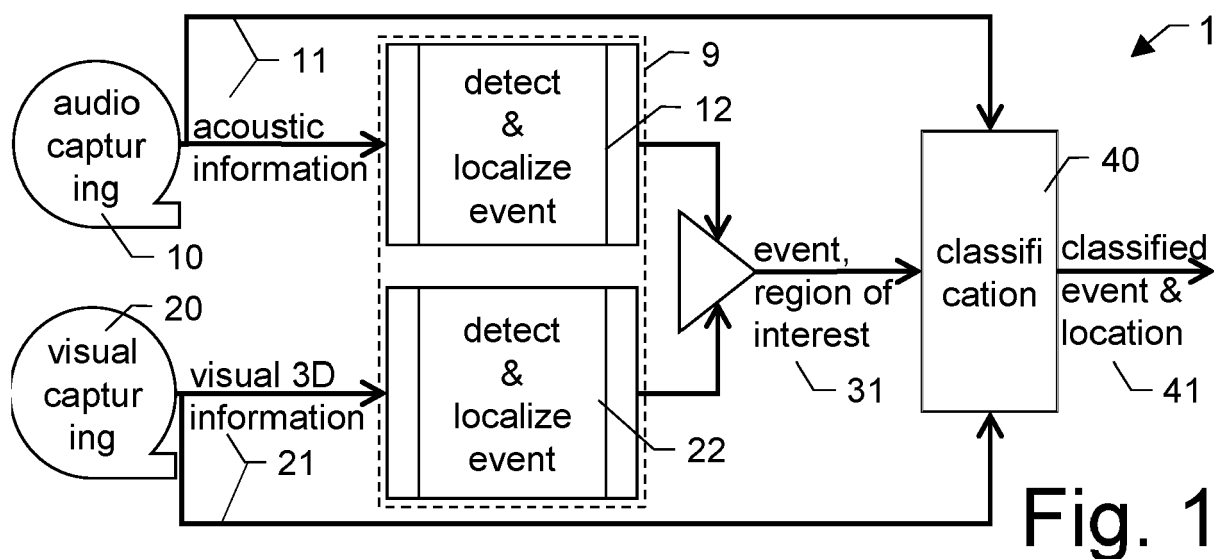 1
11
9
audio
captur
ing
acoustic
information
detect
&
localize
event
12
10
40
event,
region of
interest
classifi
cation
classified
event &
location
20
visual
captur
ing
visual 3D
information
detect
&
localize
event
31
41
22
21
Fig. 1